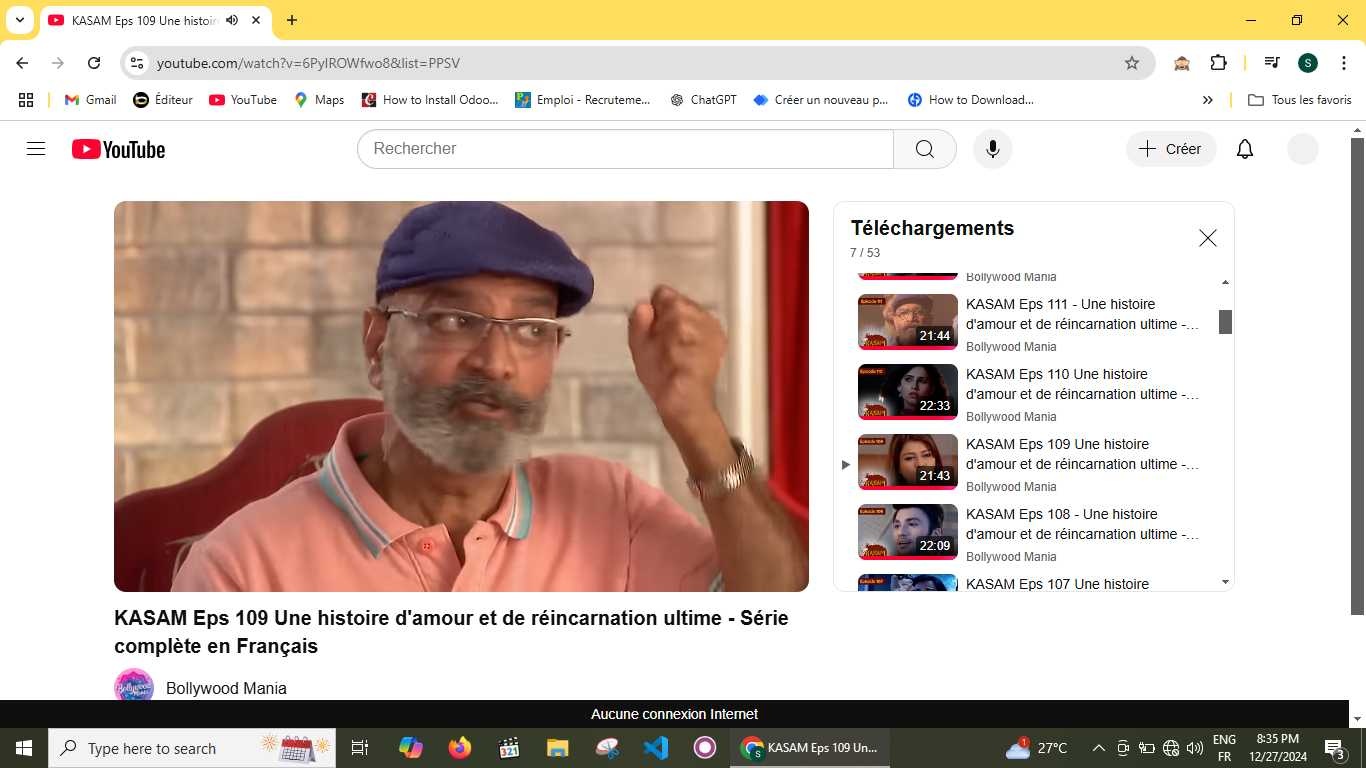 KASAM Eps 109 Une histoir
youtube.com/watch?v=6PyIROWfwo8&list=PPSV
S
Gmail
Éditeur
YouTube
Maps
How to Install Odoo...
Emploi - Recruteme...
ChatGPT
Créer un nouveau p...
How to Download...
Tous les favoris
YouTube
Rechercher
Créer
Téléchargements
7 / 53
Bollywood Mania
KASAM Eps 111 - Une histoire
d'amour et de réincarnation ultime -...
21:44
Bollywood Mania
KASAM Eps 110 Une histoire
d'amour et de réincarnation ultime -...
22:33
Bollywood Mania
KASAM Eps 109 Une histoire
d'amour et de réincarnation ultime -...
21:43
Bollywood Mania
KASAM Eps 108 - Une histoire
d'amour et de réincarnation ultime -...
22:09
Bollywood Mania
KASAM Eps 107 Une histoire
KASAM Eps 109 Une histoire d'amour et de réincarnation ultime - Série
complète en Français
Bollywood Mania
Aucune connexion Internet
Type here to search
321
KASAM Eps 109 Un...
27°C
ENG
FR
8:35 PM
12/27/2024
3